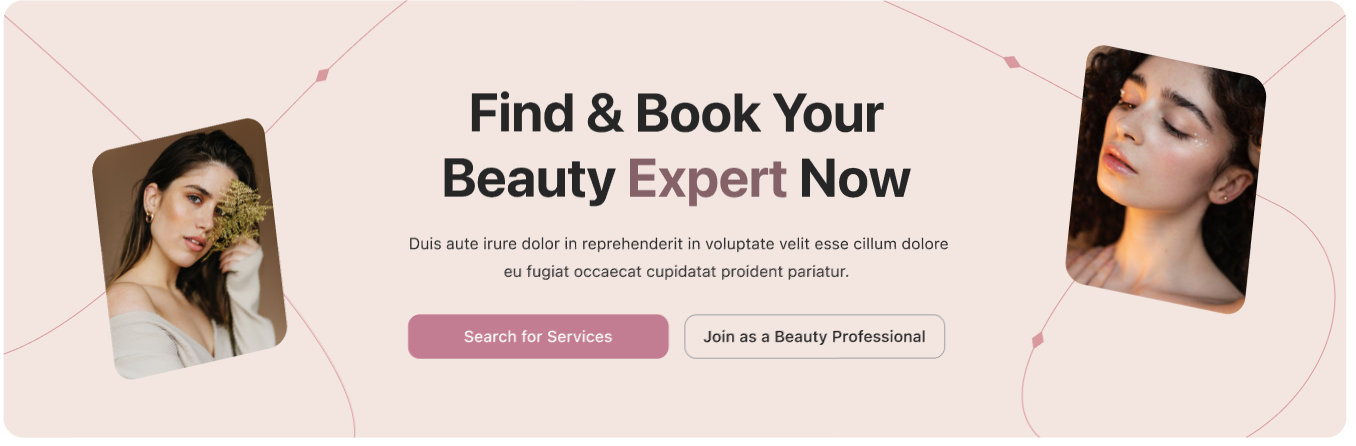 Find & Book Your
Beauty Expert Now
Duis aute irure dolor in reprehenderit in voluptate velit esse cillum dolore
eu fugiat occaecat cupidatat proident pariatur.
Search for Services
Join as a Beauty Professional